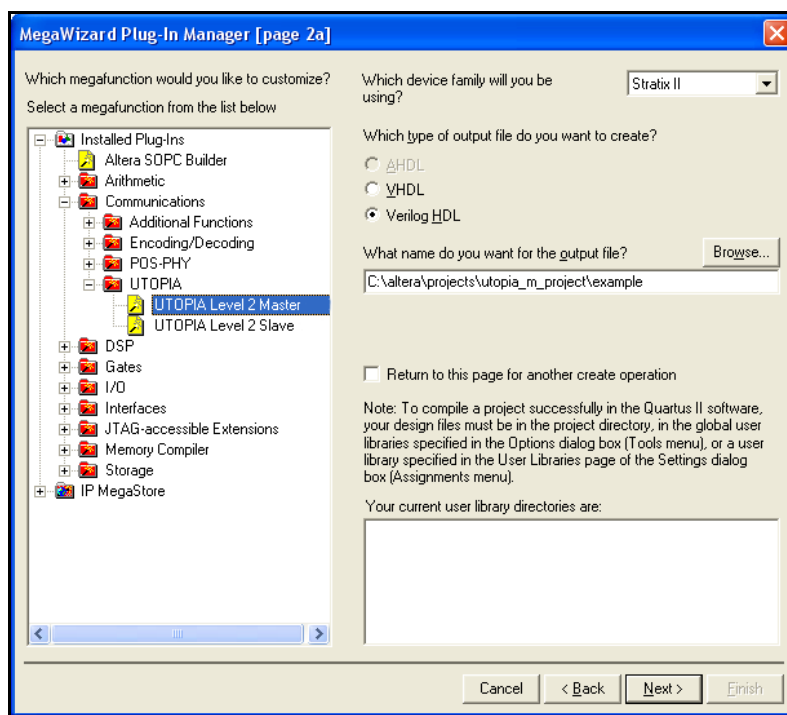 MegaWizard Plug-In Manager [page 2a]
Which megafunction would you like to customize?
Select a megafunction from the list below
Installed Plug-Ins
Altera SOPC Builder
Arithmetic
Communications
Additional Functions
Encoding/Decoding
POS-PHY
UTOPIA
UTOPIA Level 2 Master
UTOPIA Level 2 Slave
DSP
Gates
I/O
Interfaces
JTAG-accessible Extensions
Memory Compiler
Storage
IP MegaStore
Which device family will you be
using?
Stratix II
Which type of output file do you want to create?
AHDL
VHDL
Verilog HDL
What name do you want for the output file?
Browse...
C:\altera\projects\utopia_m_project\example
Return to this page for another create operation
Note: To compile a project successfully in the Quartus II software,
your design files must be in the project directory, in the global user
libraries specified in the Options dialog box (Tools menu), or a user
library specified in the User Libraries page of the Settings dialog
box (Assignments menu).
Your current user library directories are:
Cancel
< Back
Next >
Finish